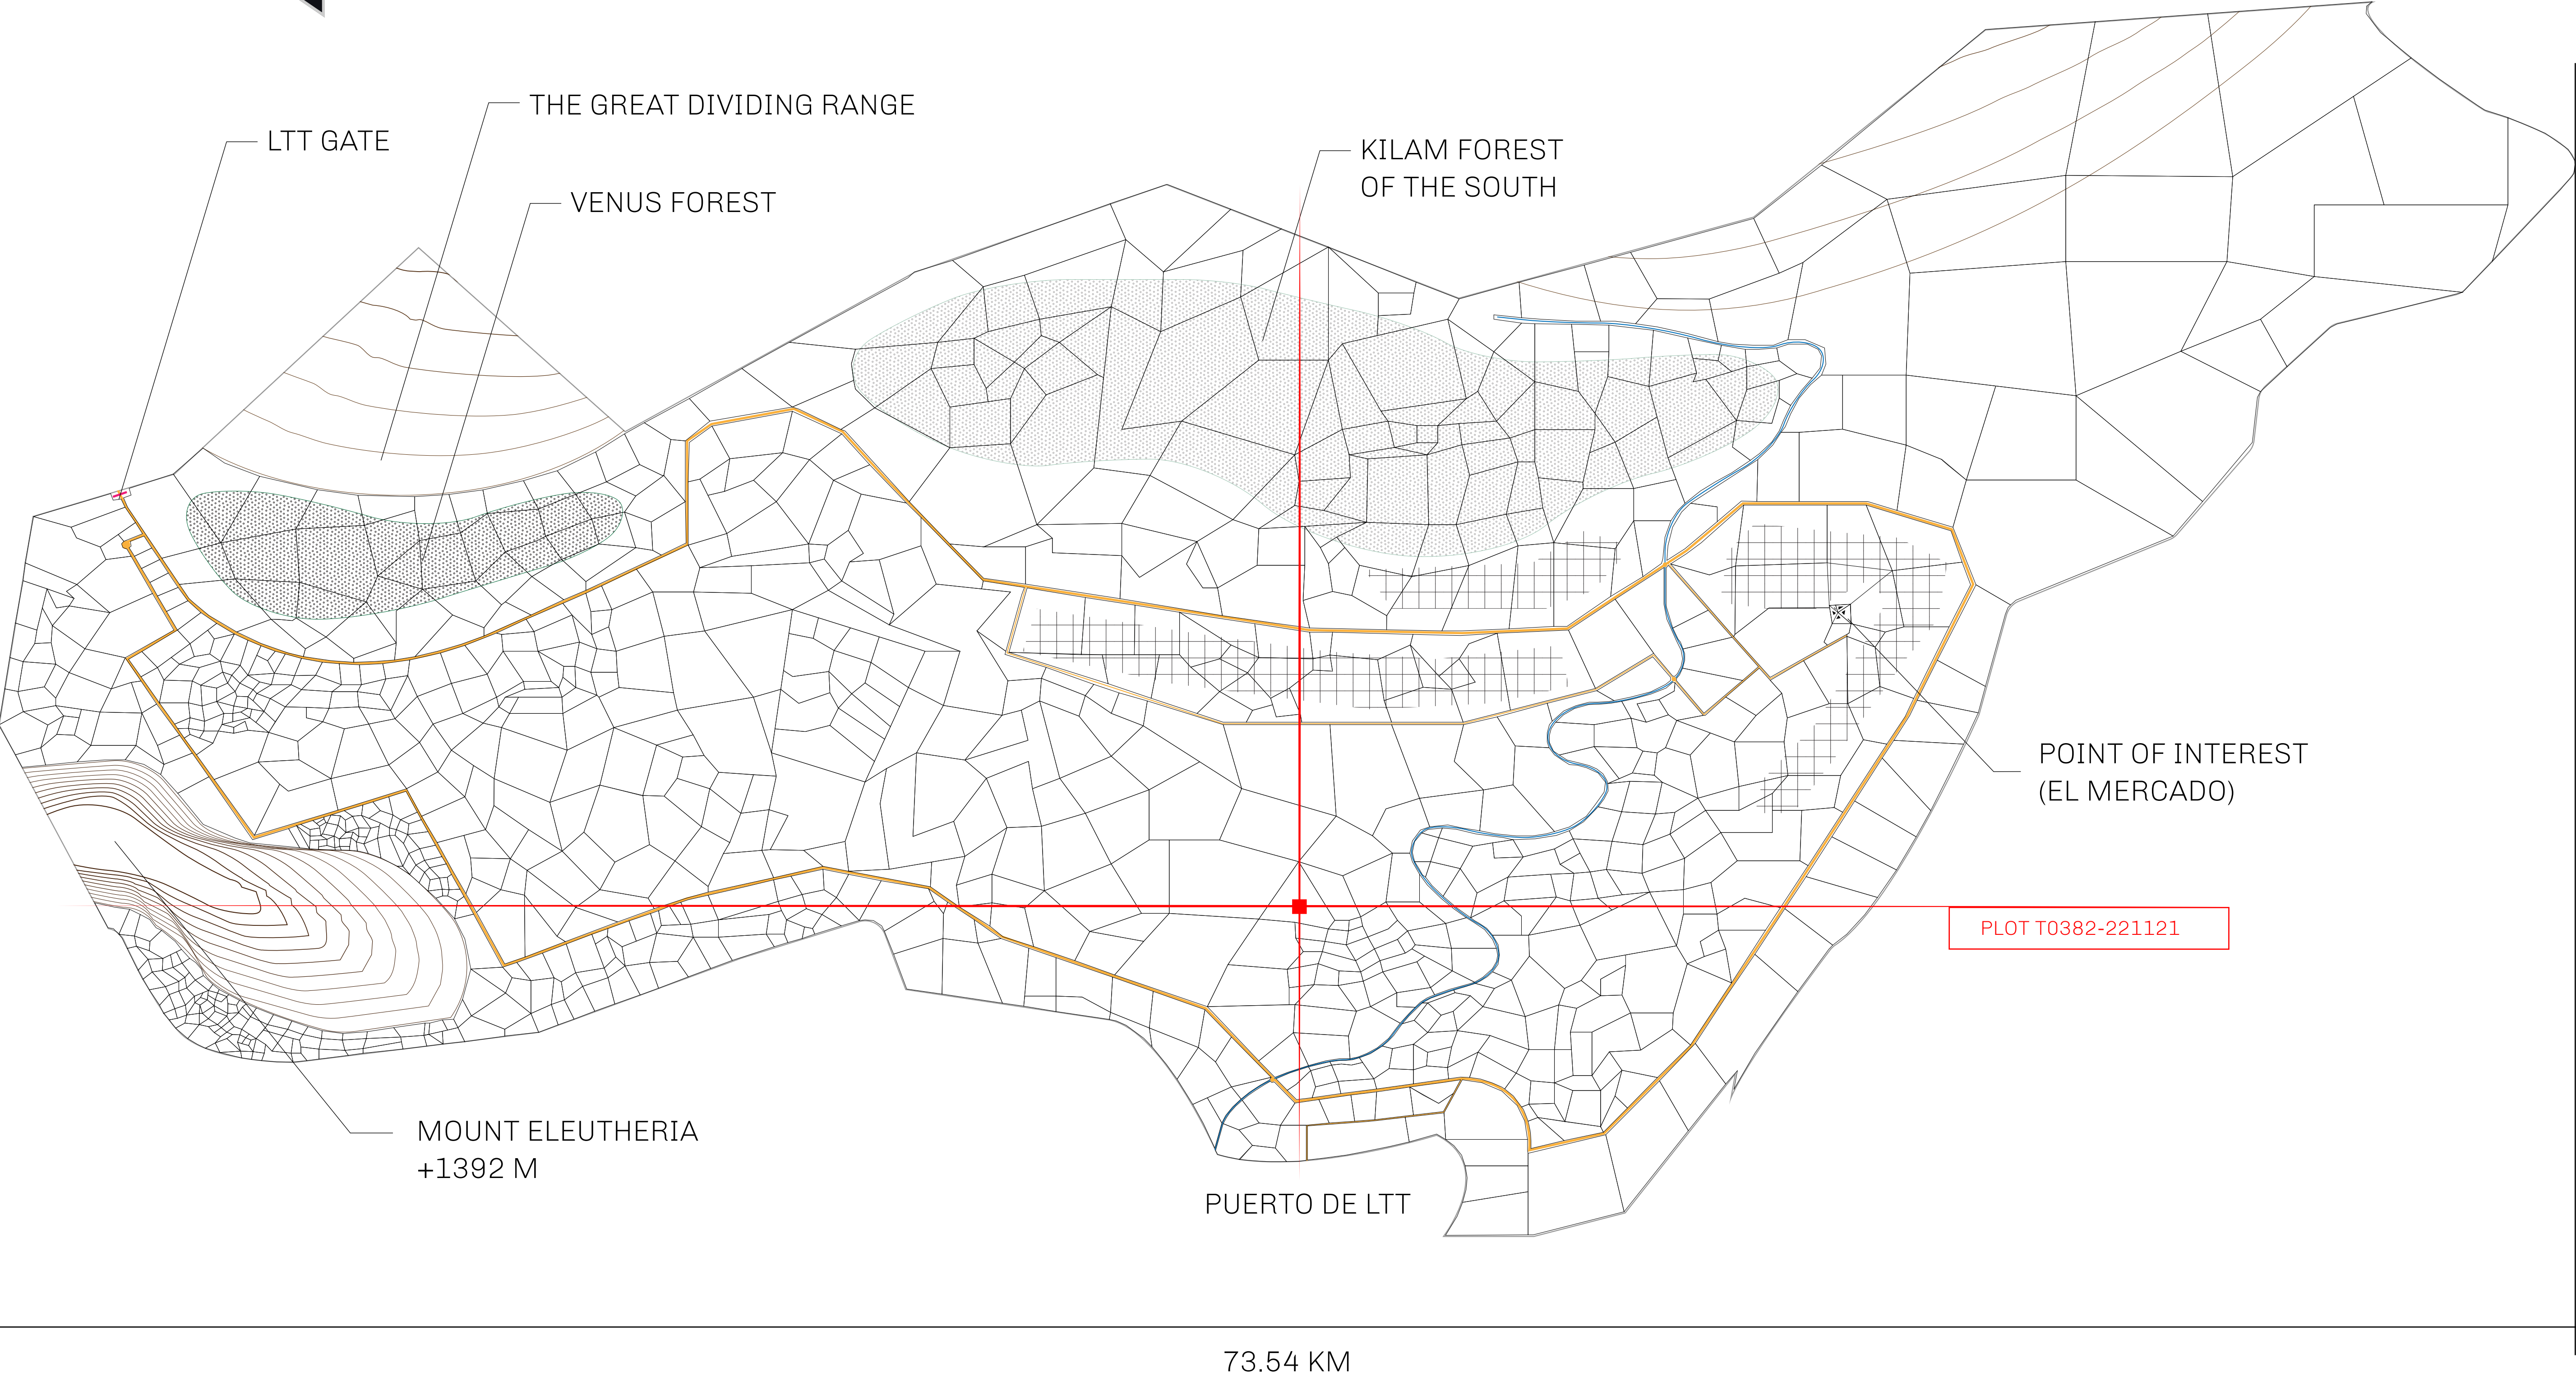 THE GREAT DIVIDING RANGE
LTT GATE
KILAM FOREST
OF THE SOUTH
VENUS FOREST
POINT OF INTEREST
(EL MERCADO)
PLOT T0382-221121
MOUNT ELEUTHERIA
+1392 M
PUERTO DE LTT
73.54 KM